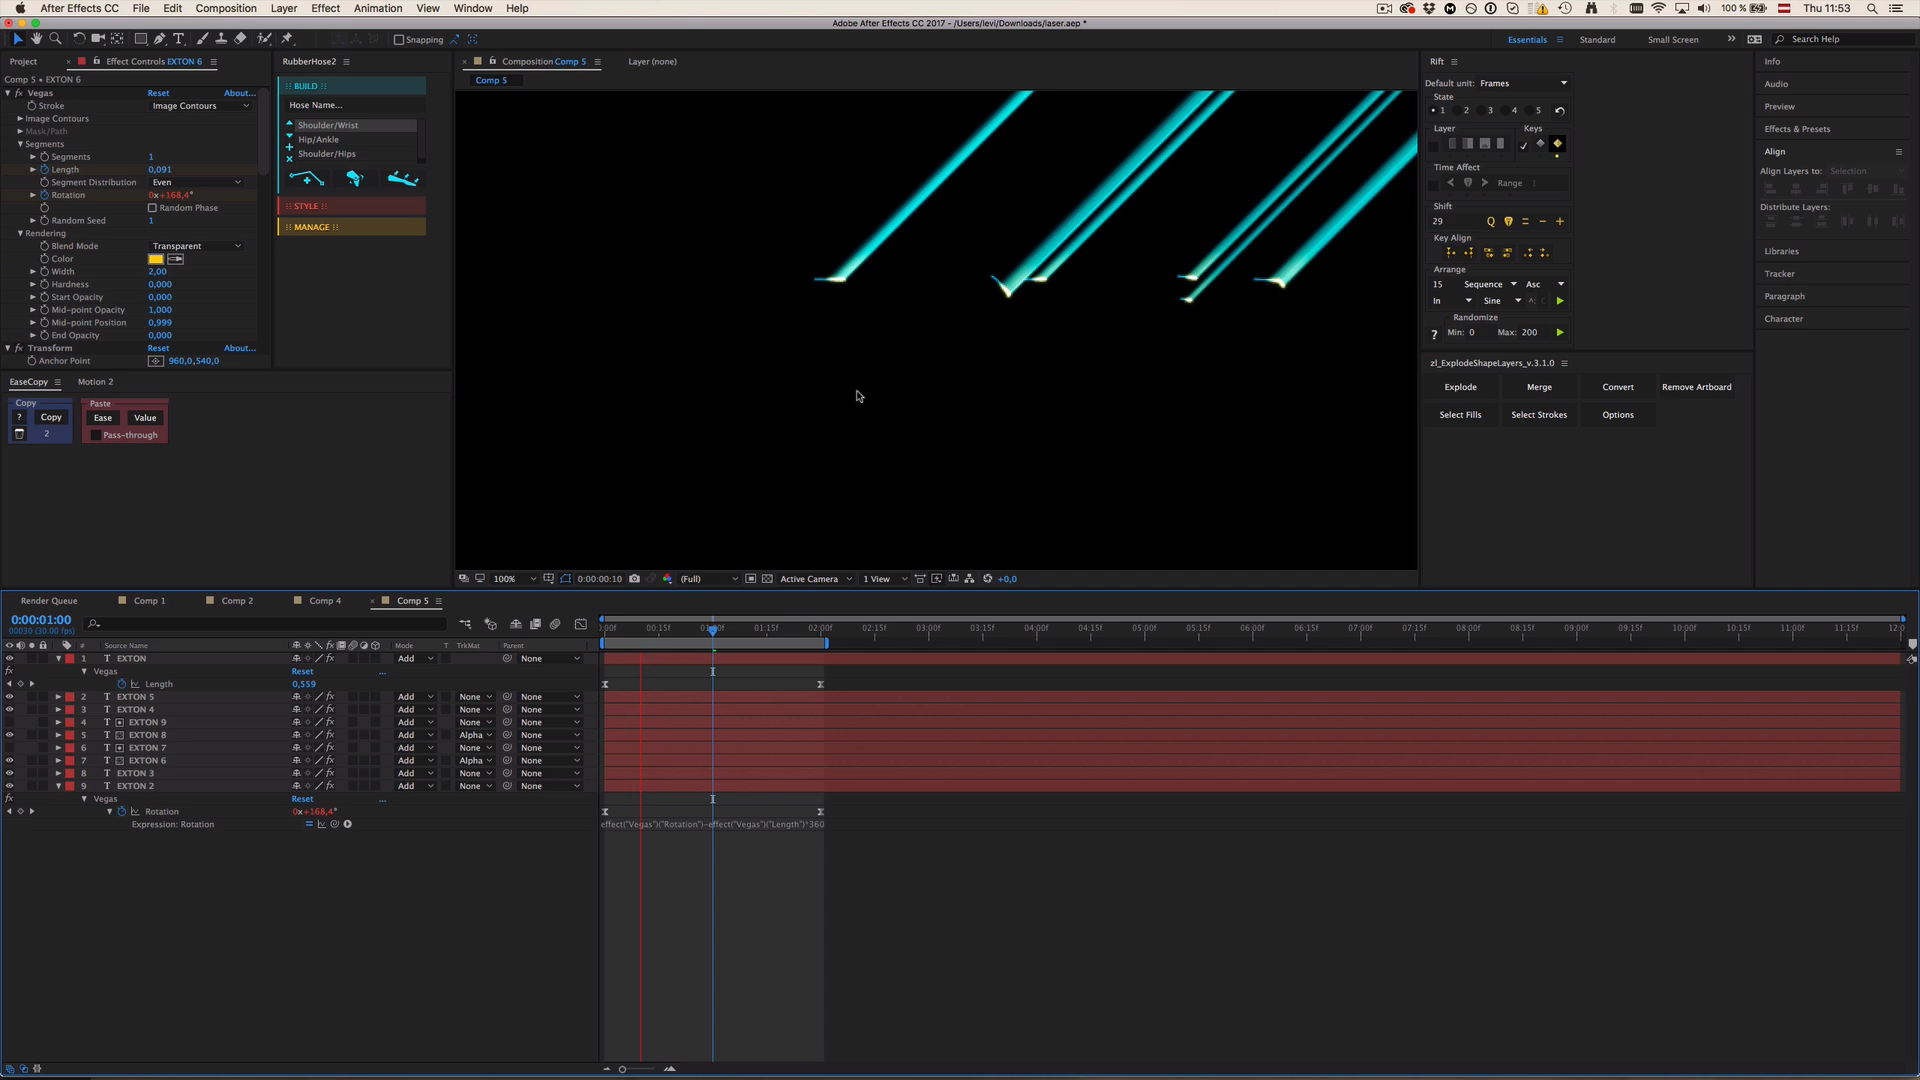 After Effects CC File Edit Composition Layer Effect Animation View Window Help 100 % Thu 11:53
Adobe After Effects CC 2017 - /Users/levi/Downloads/laser.aep *
Snapping Essentials Standard Small Screen Search Help
Project Effect Controls EXTON 6
Comp 5 • EXTON 6
Vegas Reset About...
Stroke Image Contours
Image Contours
Mask/Path
Segments
Segments 1
Length 0,091
Segment Distribution Even
Rotation 0x+168,4°
Random Phase
Random Seed 1
Rendering
Blend Mode Transparent
Color
Width 2,00
Hardness 0,000
Start Opacity 0,000
Mid-point Opacity 1,000
Mid-point Position 0,999
End Opacity 0,000
Transform Reset About...
Anchor Point 960,0,540,0
EaseCopy Motion 2
Copy Paste
? Copy Ease Value
2 Pass-through
RubberHose2
:: BUILD ::
Hose Name...
Shoulder/Wrist
Hip/Ankle
Shoulder/Hips
:: STYLE ::
:: MANAGE ::
Composition Comp 5 Layer (none)
Comp 5
100% 0:00:00:10 (Full) Active Camera 1 View +0,0
Rift
Default unit: Frames
State
1 2 3 4 5
Layer Keys
Time Affect
Range
Shift
29 Q
Key Align
Arrange
15 Sequence Asc
In Sine
Randomize
? Min: 0 Max: 200
zl_ExplodeShapeLayers_v.3.1.0
Explode Merge Convert Remove Artboard
Select Fills Select Strokes Options
Info
Audio
Preview
Effects & Presets
Align
Align Layers to: Selection
Distribute Layers:
Libraries
Tracker
Paragraph
Character
Render Queue Comp 1 Comp 2 Comp 4 Comp 5
0:00:01:00
00030 (30.00 fps)
:00f 00:15f 01:00f 01:15f 02:00f 02:15f 03:00f 03:15f 04:00f 04:15f 05:00f 05:15f 06:00f 06:15f 07:00f 07:15f 08:00f 08:15f 09:00f 09:15f 10:00f 10:15f 11:00f 11:15f 12:0
# Source Name Mode T TrkMat Parent
1 T EXTON Add None
Vegas Reset ...
Length 0,559
2 T EXTON 5 Add None None
3 T EXTON 4 Add None None
4 T EXTON 9 Add None None
5 T EXTON 8 Add Alpha None
6 T EXTON 7 Add None None
7 T EXTON 6 Add Alpha None
8 T EXTON 3 Add None None
9 T EXTON 2 Add None None
Vegas Reset ...
Rotation 0x+168,4°
Expression: Rotation effect("Vegas")("Rotation")-effect("Vegas")("Length")*360